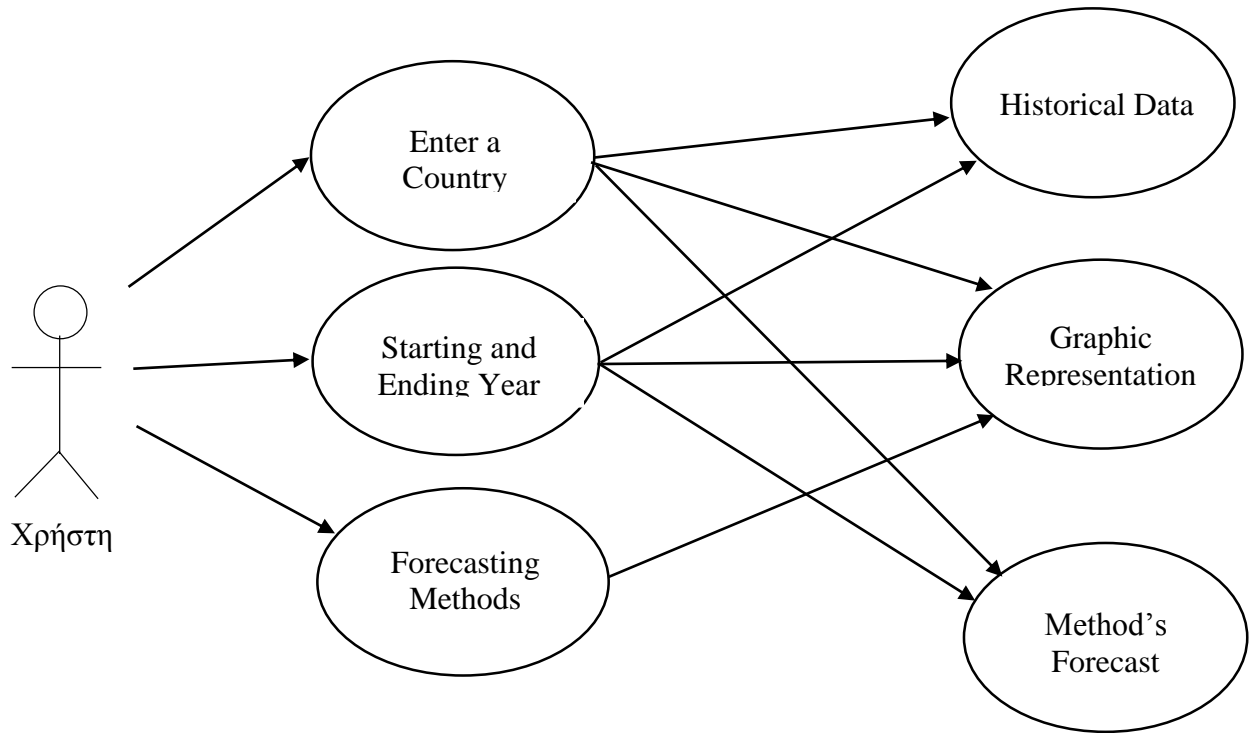 Enter a
Country
Historical Data
Starting and
Ending Year
Graphic
Representation
Χρήστη
Forecasting
Methods
Method’s
Forecast